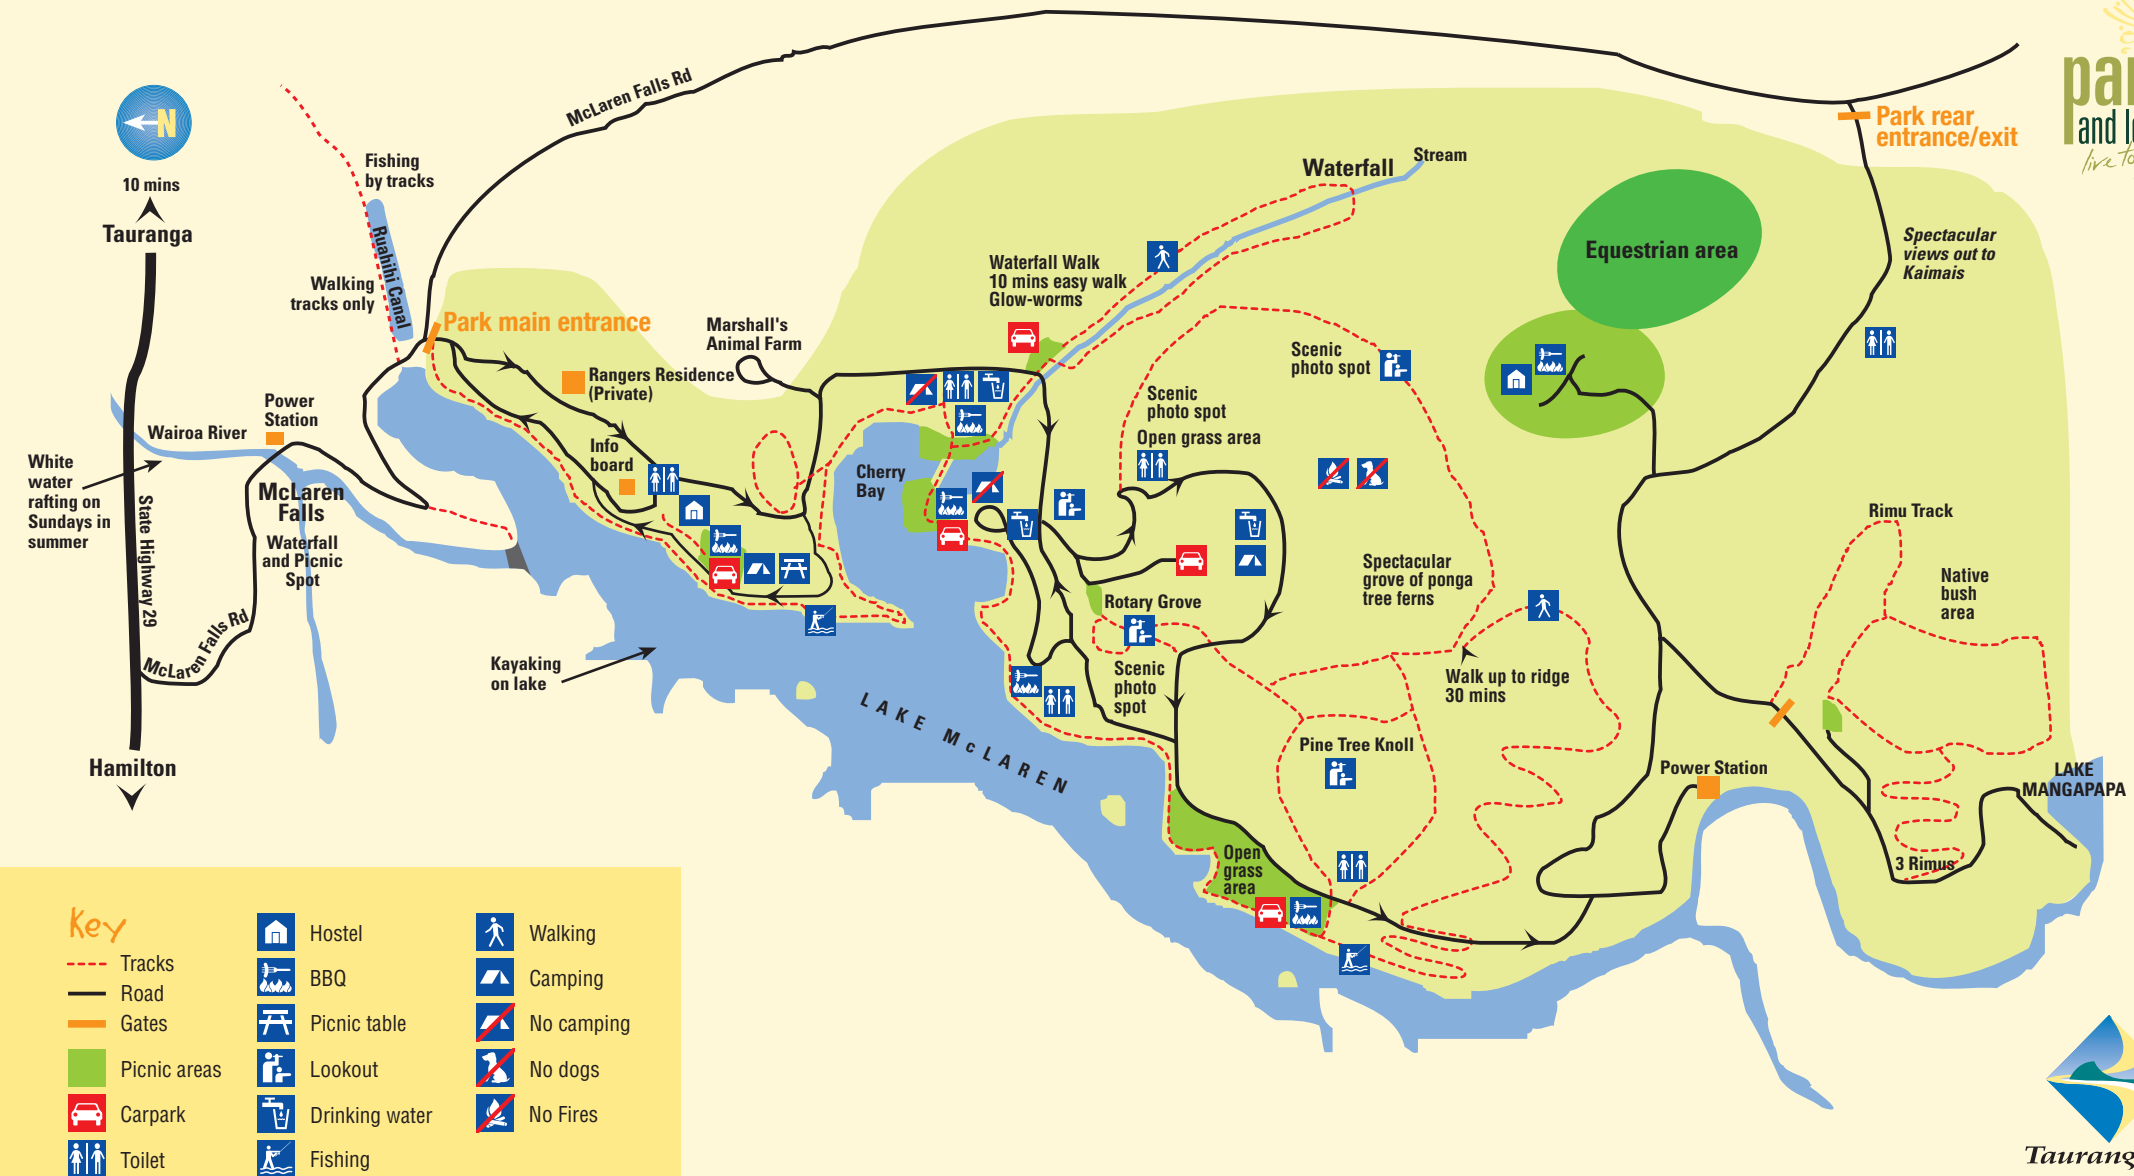 McLaren Falls Rd
N
10 mins
Tauranga
Fishing
by tracks
Ruahihi Canal
Walking
tracks only
Park main entrance
Park rear
entrance/exit
Waterfall
Stream
Equestrian area
Spectacular
views out to
Kaimais
Waterfall Walk
10 mins easy walk
Glow-worms
Marshall's
Animal Farm
Rangers Residence
(Private)
Scenic
photo spot
Scenic
photo spot
Open grass area
Power
Station
Wairoa River
White
water
rafting on
Sundays in
summer
State Highway 29
McLaren
Falls
Waterfall
and Picnic
Spot
McLaren Falls Rd
Hamilton
Info
board
Cherry
Bay
Kayaking
on lake
LAKE McLAREN
Rotary Grove
Scenic
photo
spot
Spectacular
grove of ponga
tree ferns
Walk up to ridge
30 mins
Pine Tree Knoll
Open
grass
area
Rimu Track
Native
bush
area
Power Station
LAKE
MANGAPAPA
3 Rimus
Key
Tracks
Road
Gates
Picnic areas
Carpark
Toilet
Hostel
BBQ
Picnic table
Lookout
Drinking water
Fishing
Walking
Camping
No camping
No dogs
No Fires
and